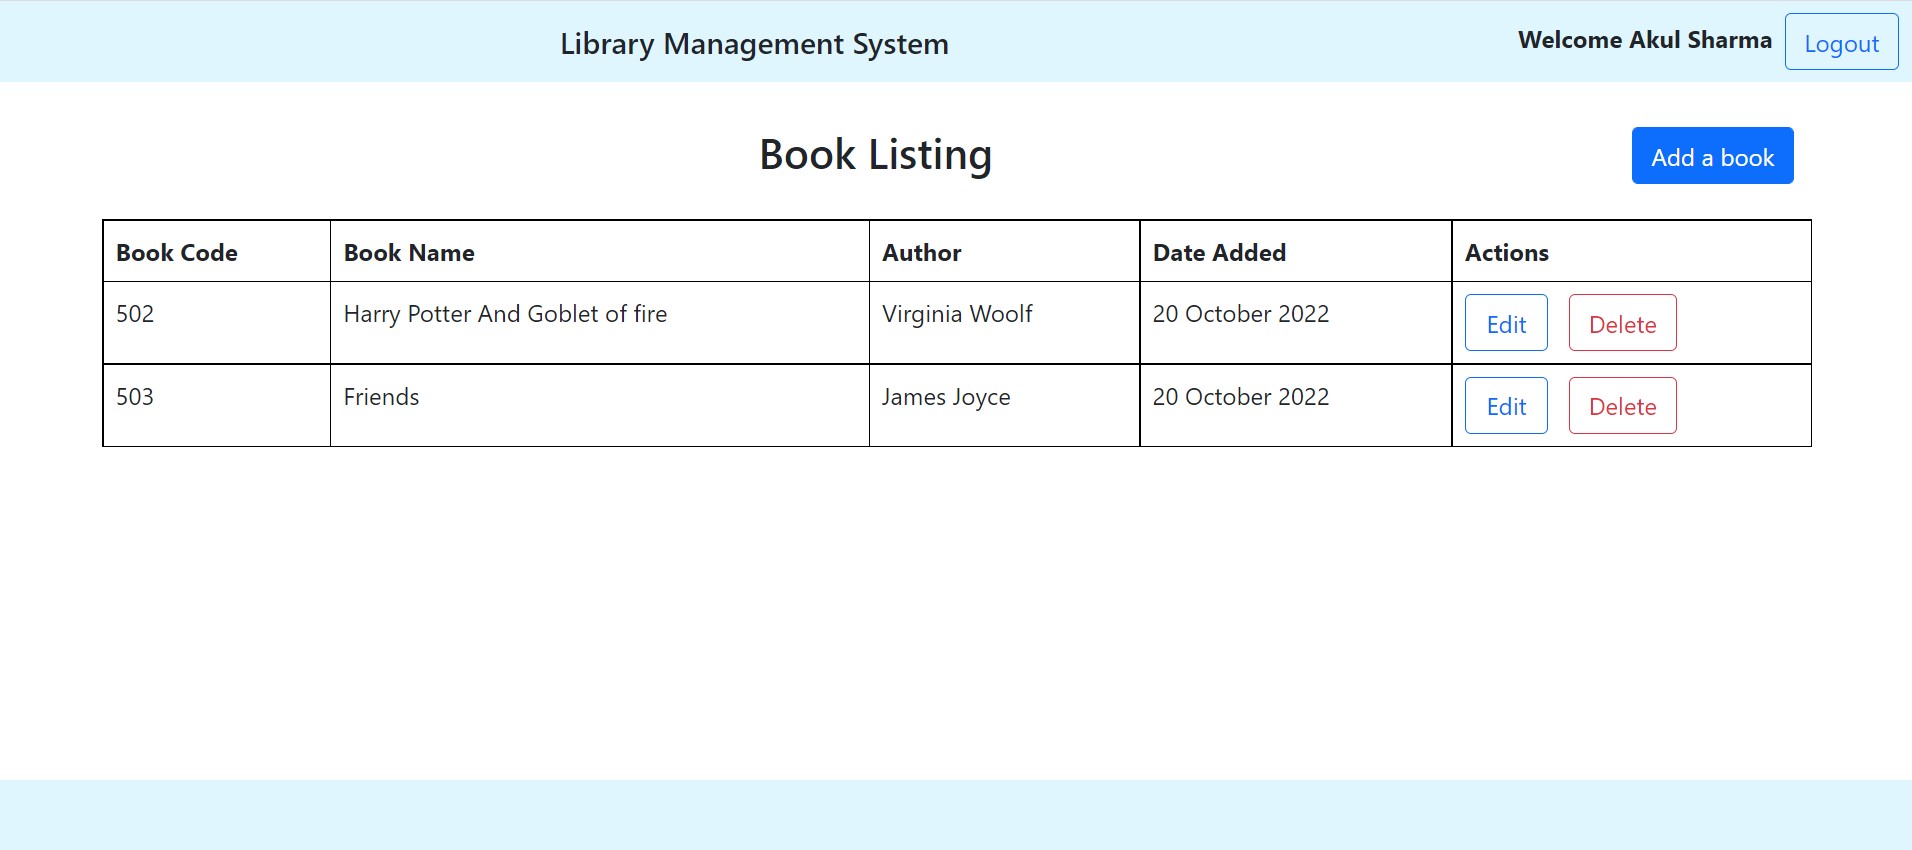 Library Management System Welcome Akul Sharma Logout
Book Listing Add a book
Book Code Book Name Author Date Added Actions
502 Harry Potter And Goblet of fire Virginia Woolf 20 October 2022 Edit Delete
503 Friends James Joyce 20 October 2022 Edit Delete